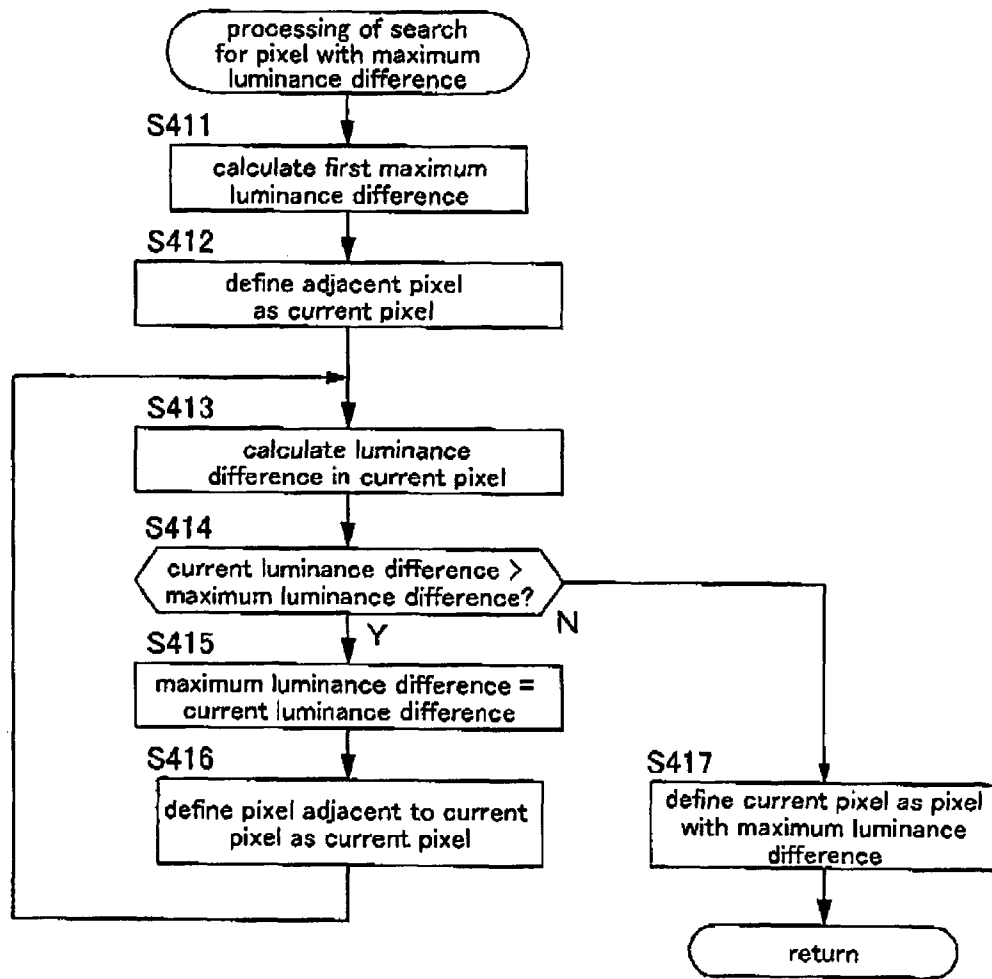 processing of search
for pixel with maximum
luminance difference
S411
calculate first maximum
luminance difference
S412
define adjacent pixel
as current pixel
S413
calculate luminance
difference in current pixel
S414
current luminance difference >
maximum luminance difference?
Y
N
S415
maximum luminance difference =
current luminance difference
S416
define pixel adjacent to current
pixel as current pixel
S417
define current pixel as pixel
with maximum luminance
difference
return